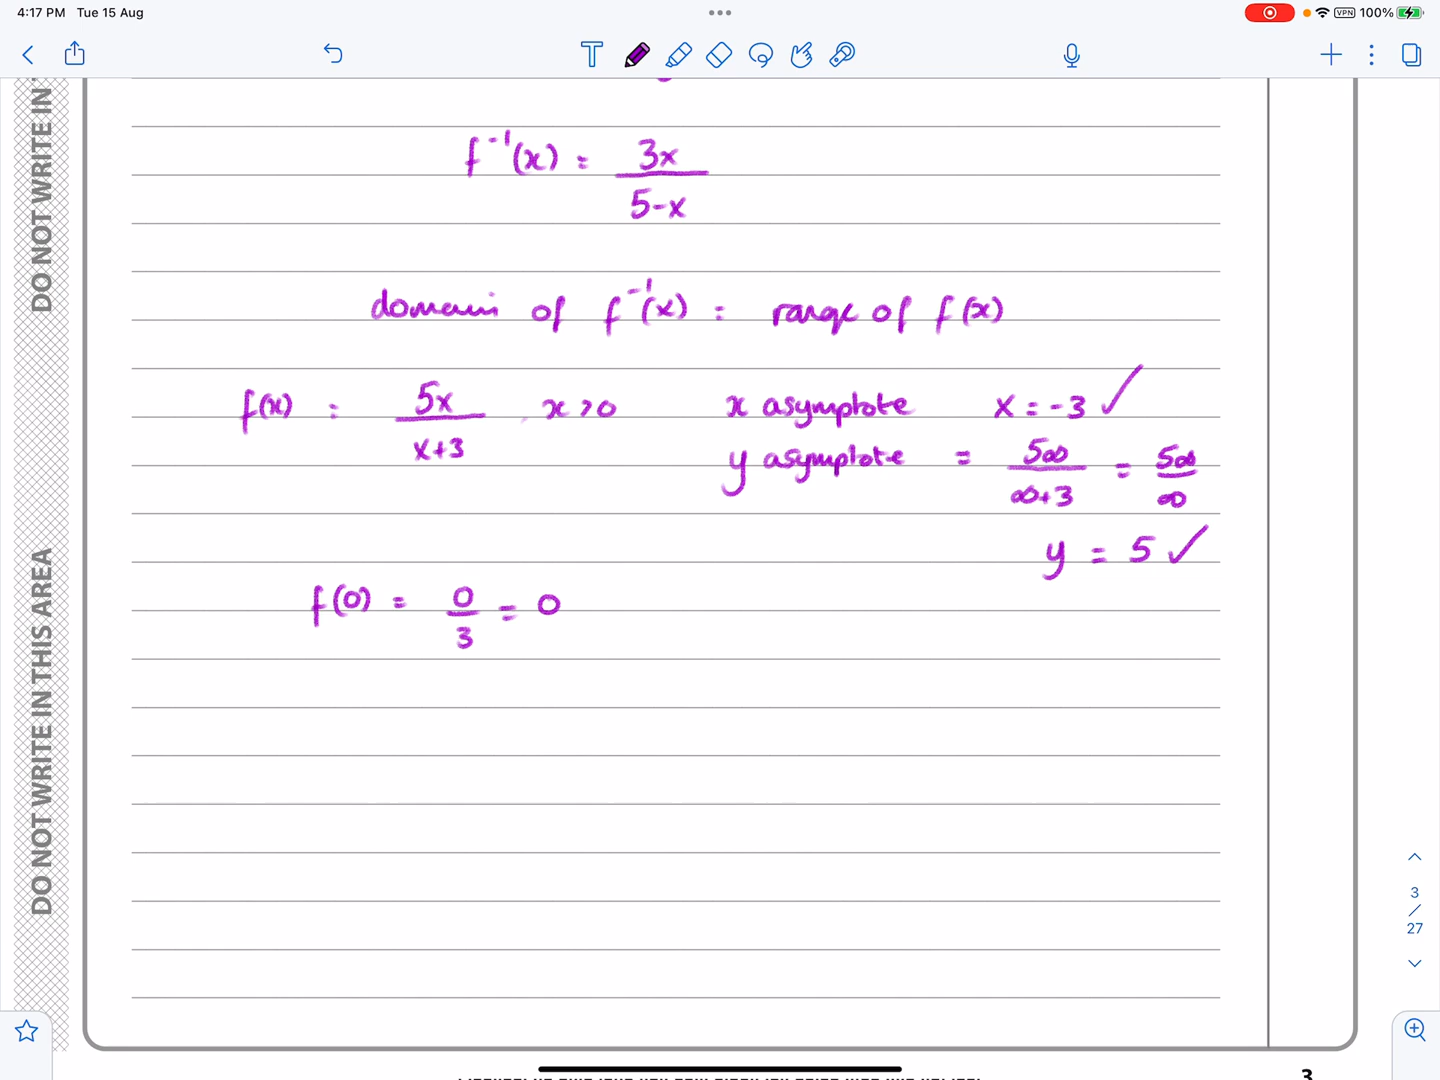 4:17 PM Tue 15 Aug
VPN 100%
DO NOT WRITE IN
f⁻¹(x) = 3x / 5-x
domain of f⁻¹(x) = range of f(x)
f(x) = 5x / x+3 , x>0
x asymptote x = -3 ✓
y asymptote = 5∞ / ∞+3 = 5∞ / ∞
y = 5 ✓
f(0) = 0 / 3 = 0
DO NOT WRITE IN THIS AREA
3 / 27
3